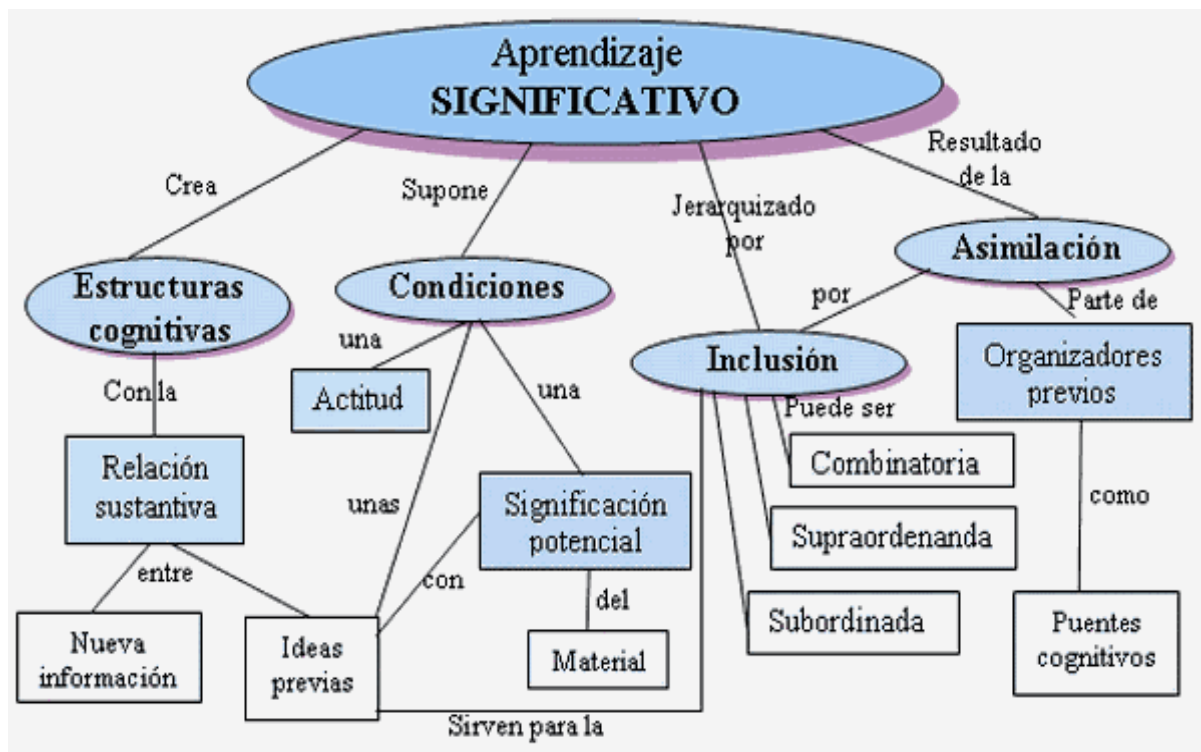 Aprendizaje
SIGNIFICATIVO
Crea
Supone
Jerarquizado
por
Resultado
de la
Estructuras
cognitivas
Condiciones
Asimilación
por
Parte de
Inclusión
Organizadores
previos
Con la
una
Actitud
una
unas
Puede ser
Combinatoria
Supraordenanda
Subordinada
como
Puentes
cognitivos
Relación
sustantiva
entre
Nueva
información
Ideas
previas
con
Significación
potencial
del
Material
Sirven para la